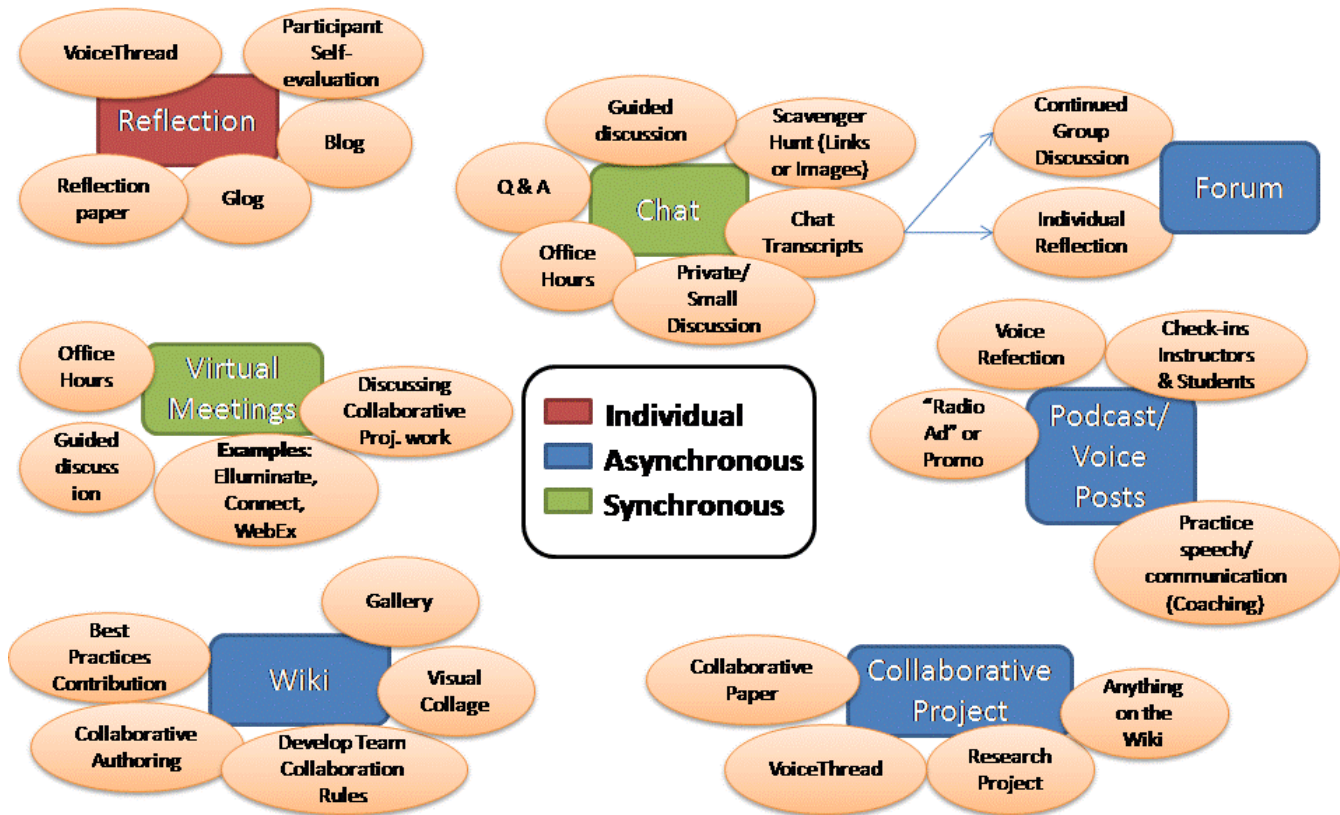 VoiceThread
Participant
Self-
evaluation
Reflection
Blog
Reflection
paper
Glog
Guided
discussion
Scavenger
Hunt (Links
or Images)
Q & A
Chat
Chat
Transcripts
Office
Hours
Private/
Small
Discussion
Continued
Group
Discussion
Forum
Individual
Reflection
Office
Hours
Virtual
Meetings
Discussing
Collaborative
Proj. work
Guided
discuss
ion
Examples:
Elluminate,
Connect,
WebEx
Individual
Asynchronous
Synchronous
Voice
Refection
Check-ins
Instructors
& Students
"Radio
Ad" or
Promo
Podcast/
Voice
Posts
Practice
speech/
communication
(Coaching)
Gallery
Best
Practices
Contribution
Wiki
Visual
Collage
Collaborative
Authoring
Develop Team
Collaboration
Rules
Collaborative
Paper
Collaborative
Project
Anything
on the
Wiki
VoiceThread
Research
Project